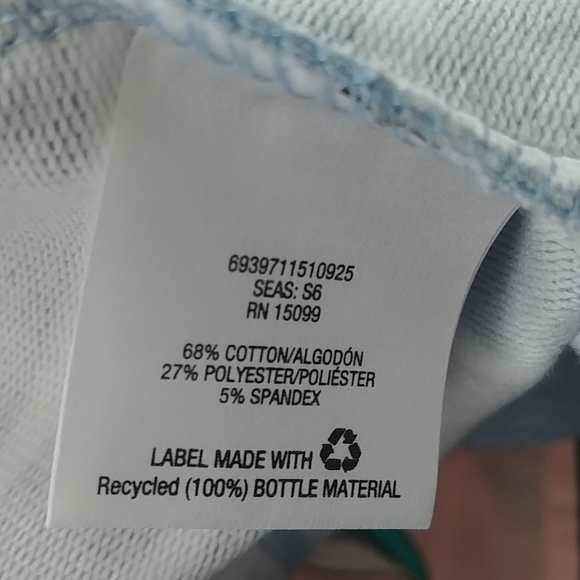 6939711510925
SEAS: S6
RN 15099
68% COTTON/ALGODÓN
27% POLYESTER/POLIÉSTER
5% SPANDEX
LABEL MADE WITH
Recycled (100%) BOTTLE MATERIAL